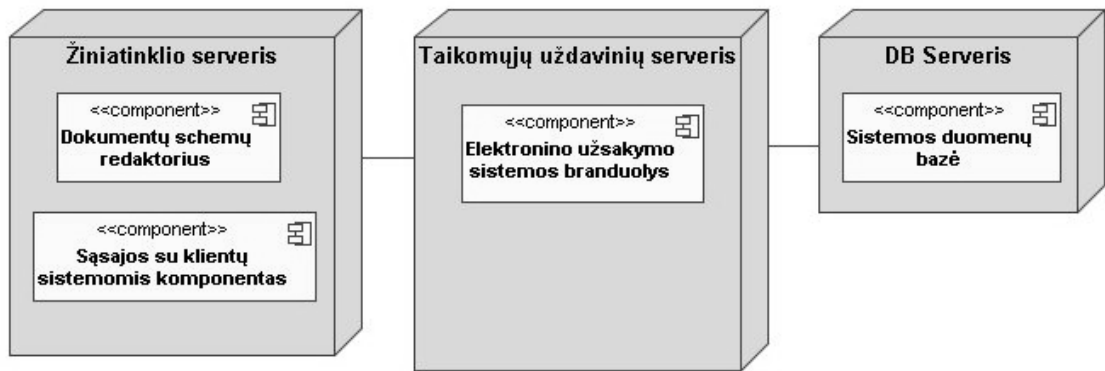 Žiniatinklio serveris
<<component>>
Dokumentų schemų
redaktorius
<<component>>
Sąsajos su klientų
sistemomis komponentas
Taikomųjų uždavinių serveris
<<component>>
Elektronino užsakymo
sistemos branduolys
DB Serveris
<<component>>
Sistemos duomenų
bazė